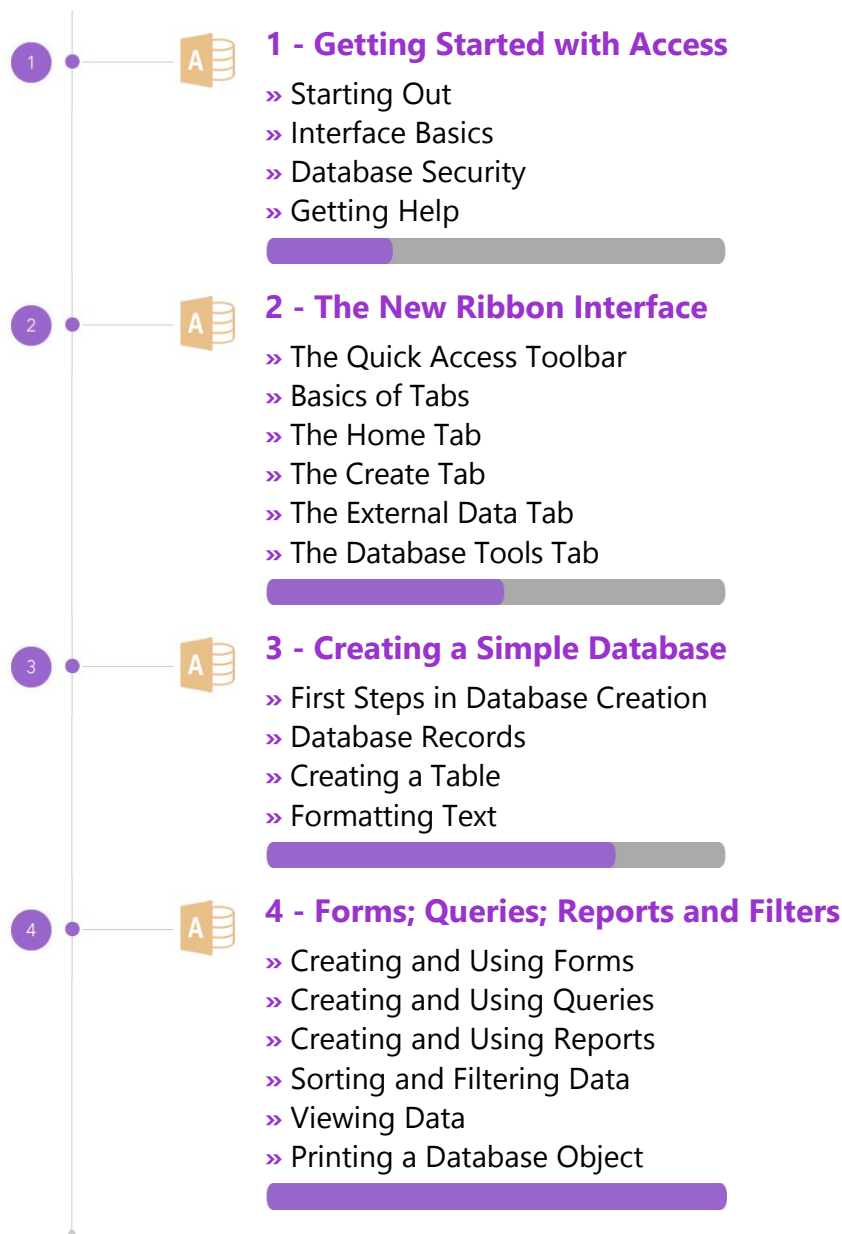 1
A
1 - Getting Started with Access
» Starting Out
» Interface Basics
» Database Security
» Getting Help
2
A
2 - The New Ribbon Interface
» The Quick Access Toolbar
» Basics of Tabs
» The Home Tab
» The Create Tab
» The External Data Tab
» The Database Tools Tab
3
A
3 - Creating a Simple Database
» First Steps in Database Creation
» Database Records
» Creating a Table
» Formatting Text
4
A
4 - Forms; Queries; Reports and Filters
» Creating and Using Forms
» Creating and Using Queries
» Creating and Using Reports
» Sorting and Filtering Data
» Viewing Data
» Printing a Database Object